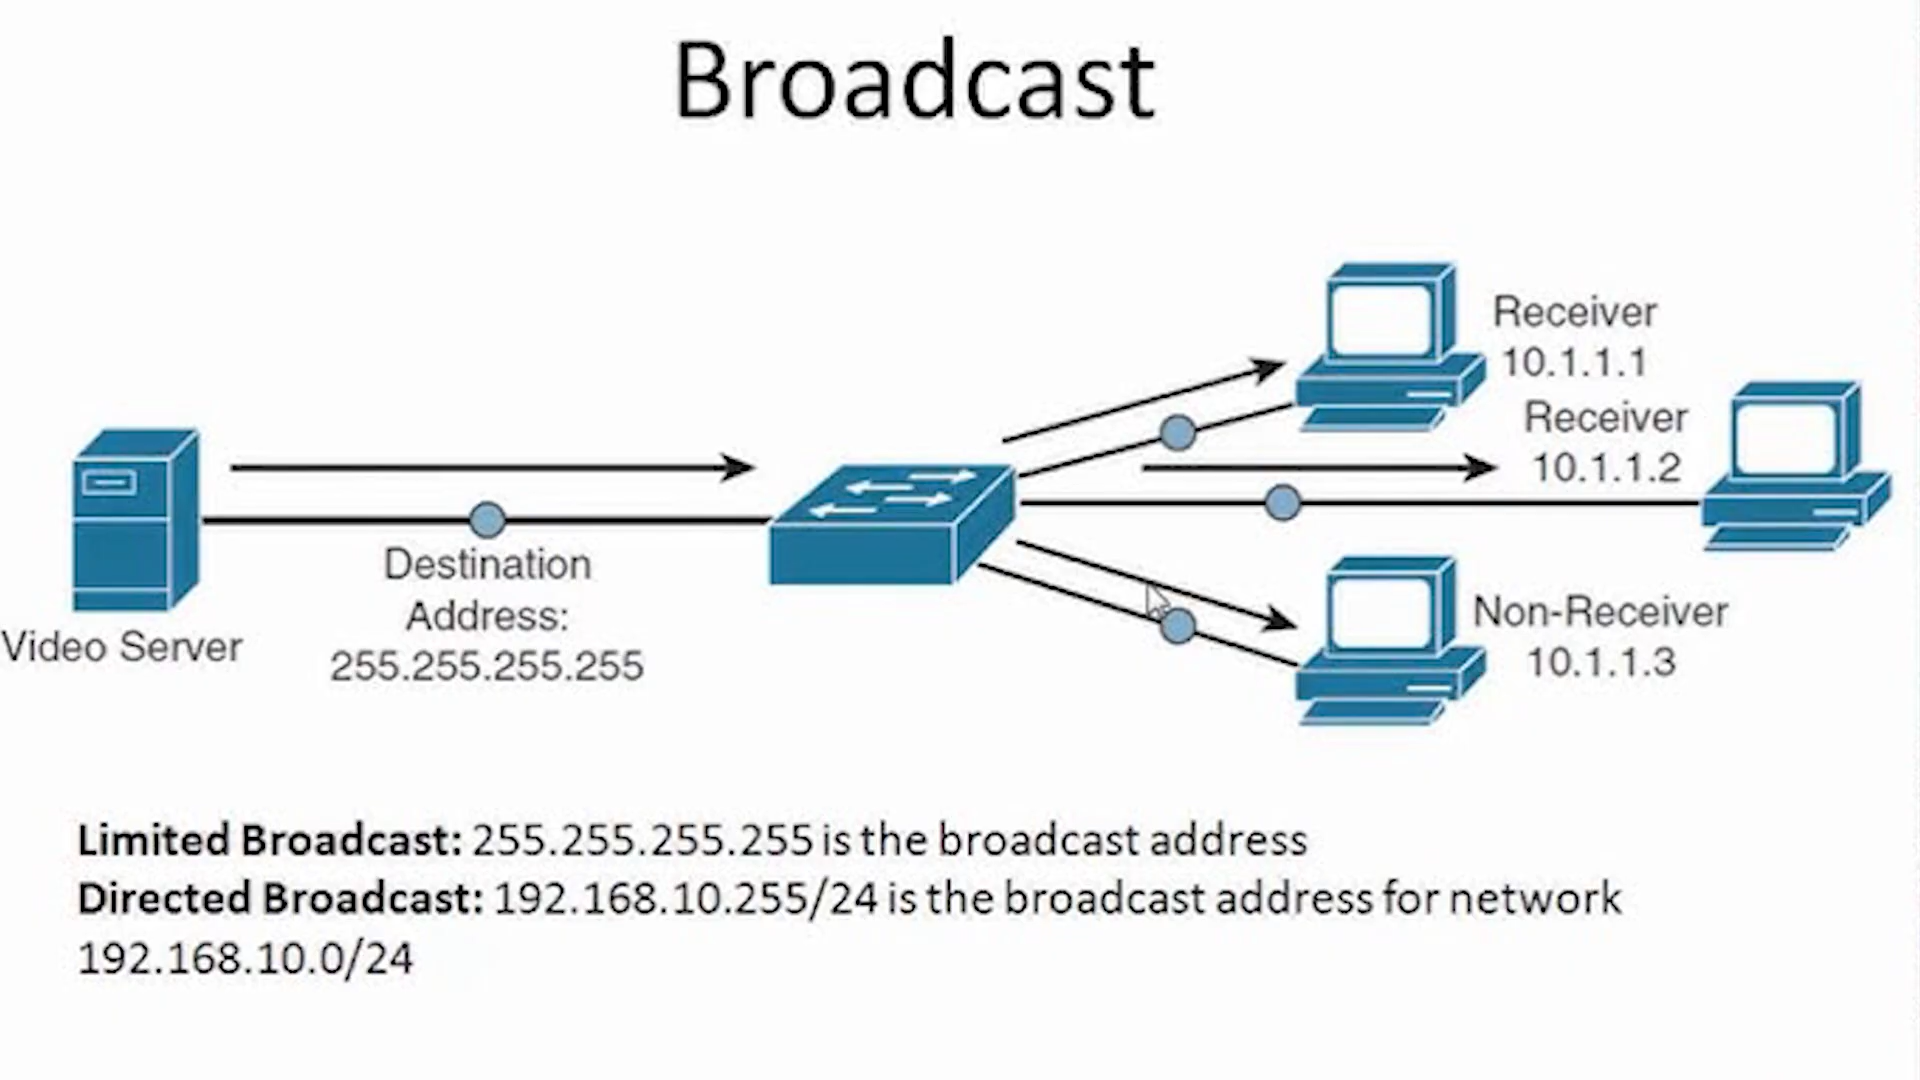 Broadcast
Receiver
10.1.1.1
Receiver
10.1.1.2
Destination
Address:
255.255.255.255
Video Server
Non-Receiver
10.1.1.3
Limited Broadcast: 255.255.255.255 is the broadcast address
Directed Broadcast: 192.168.10.255/24 is the broadcast address for network
192.168.10.0/24